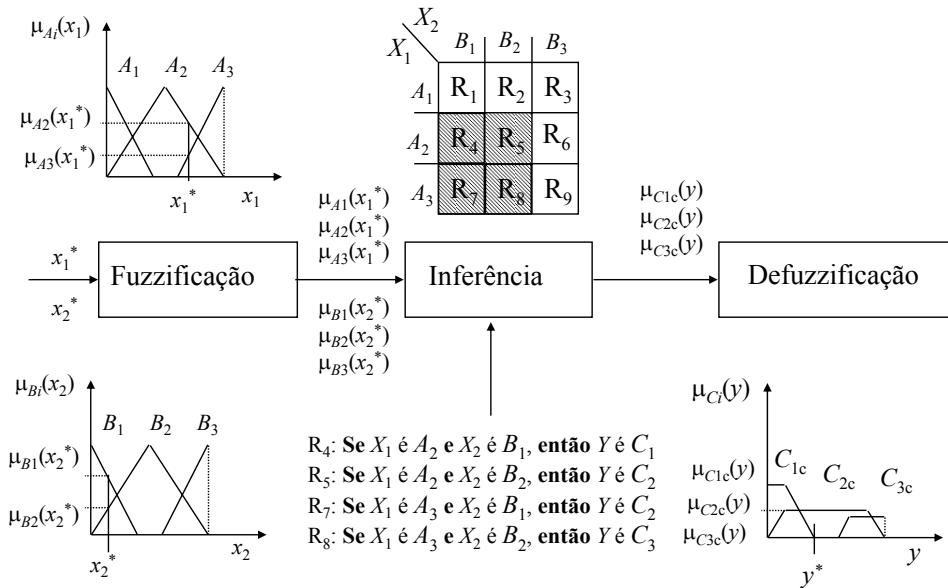 μAi(x1)
A1 A2 A3
μA2(x1*)
μA3(x1*)
x1* x1
X2
X1
B1 B2 B3
A1 R1 R2 R3
A2 R4 R5 R6
A3 R7 R8 R9
μA1(x1*)
μA2(x1*)
μA3(x1*)
μC1c(y)
μC2c(y)
μC3c(y)
x1*
x2*
Fuzzificação
Inferência
Defuzzificação
μB1(x2*)
μB2(x2*)
μB3(x2*)
μBi(x2)
B1 B2 B3
μB1(x2*)
μB2(x2*)
x2* x2
R4: Se X1 é A2 e X2 é B1, então Y é C1
R5: Se X1 é A2 e X2 é B2, então Y é C2
R7: Se X1 é A3 e X2 é B1, então Y é C2
R8: Se X1 é A3 e X2 é B2, então Y é C3
μCi(y)
C1c C2c C3c
μC1c(y)
μC2c(y)
μC3c(y)
y* y